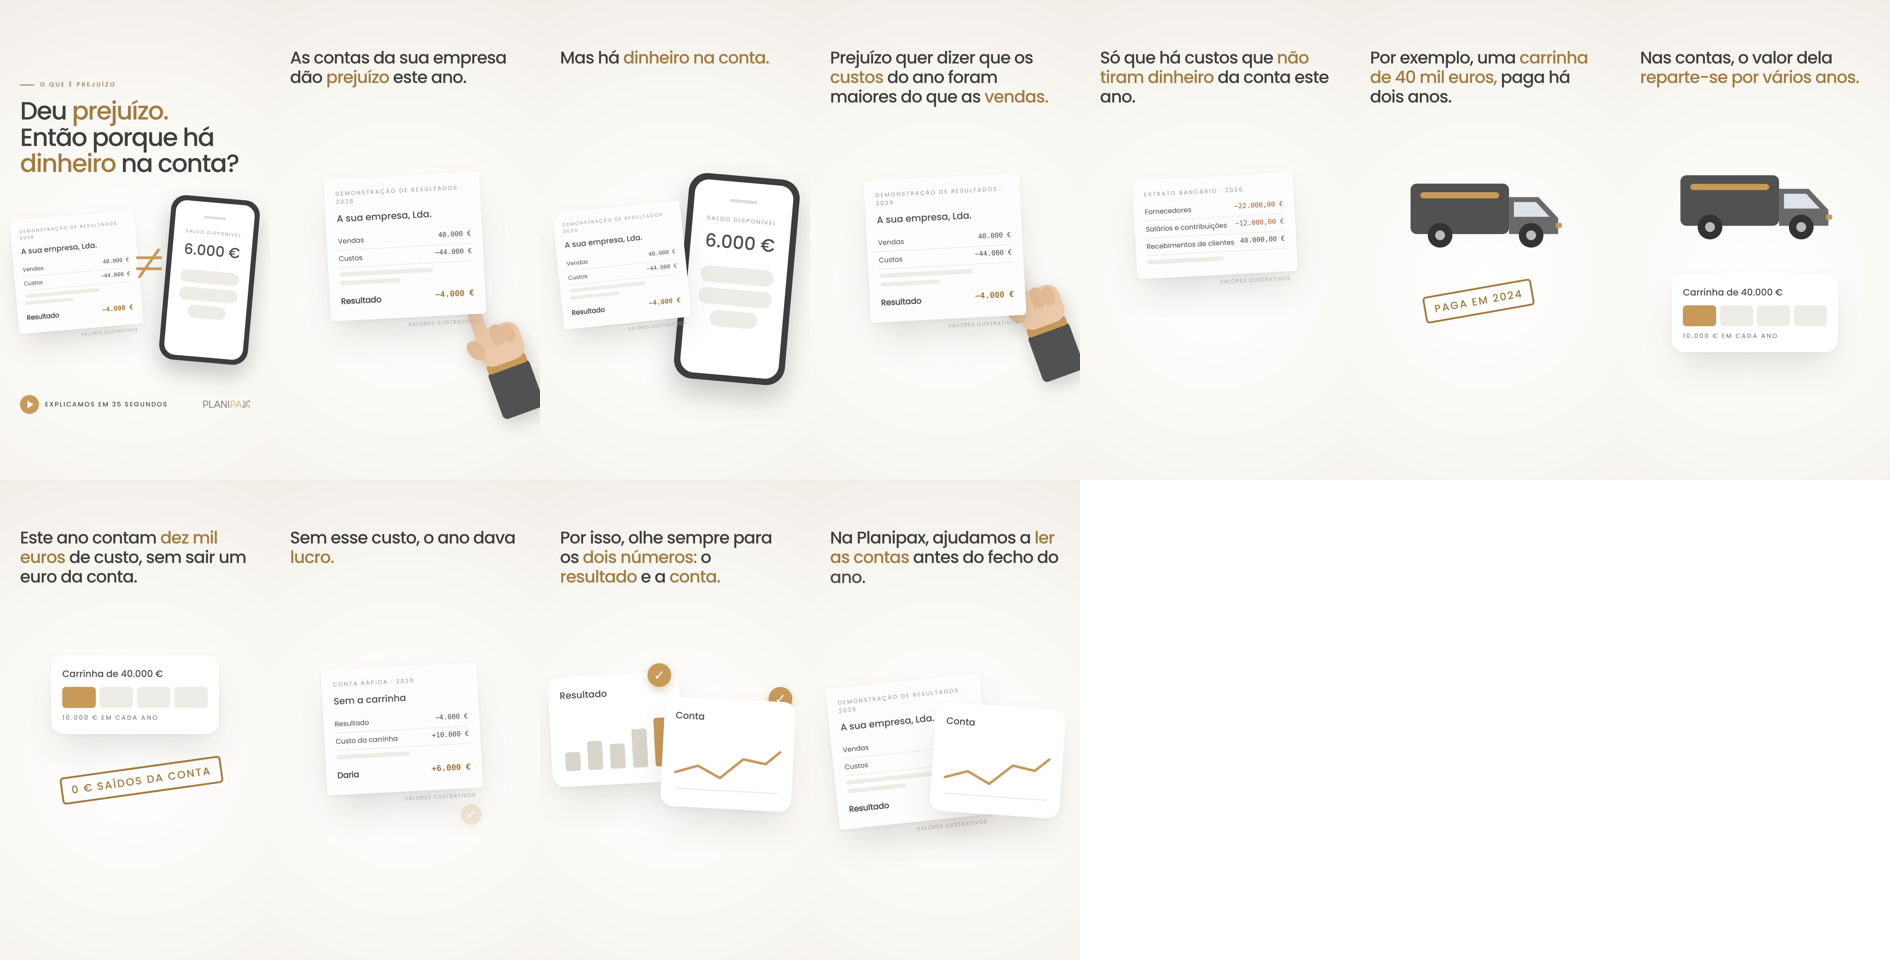 O QUE É PREJUÍZO
Deu prejuízo.
Então porque há
dinheiro na conta?
DEMONSTRAÇÃO DE RESULTADOS ·
2026
A sua empresa, Lda.
Vendas 40.000 €
Custos −44.000 €
Resultado −4.000 €
VALORES ILUSTRATIVOS
≠
SALDO DISPONÍVEL
6.000 €
EXPLICAMOS EM 35 SEGUNDOS
PLANIPAX
As contas da sua empresa
dão prejuízo este ano.
DEMONSTRAÇÃO DE RESULTADOS ·
2026
A sua empresa, Lda.
Vendas 40.000 €
Custos −44.000 €
Resultado −4.000 €
VALORES ILUSTRATIVOS
Mas há dinheiro na conta.
DEMONSTRAÇÃO DE RESULTADOS ·
2026
A sua empresa, Lda.
Vendas 40.000 €
Custos −44.000 €
Resultado −4.000 €
VALORES ILUSTRATIVOS
SALDO DISPONÍVEL
6.000 €
Prejuízo quer dizer que os
custos do ano foram
maiores do que as vendas.
DEMONSTRAÇÃO DE RESULTADOS ·
2026
A sua empresa, Lda.
Vendas 40.000 €
Custos −44.000 €
Resultado −4.000 €
VALORES ILUSTRATIVOS
Só que há custos que não
tiram dinheiro da conta este
ano.
EXTRATO BANCÁRIO · 2026
Fornecedores −22.000,00 €
Salários e contribuições −12.000,00 €
Recebimentos de clientes 40.000,00 €
VALORES ILUSTRATIVOS
Por exemplo, uma carrinha
de 40 mil euros, paga há
dois anos.
PAGA EM 2024
Nas contas, o valor dela
reparte-se por vários anos.
Carrinha de 40.000 €
10.000 € EM CADA ANO
Este ano contam dez mil
euros de custo, sem sair um
euro da conta.
Carrinha de 40.000 €
10.000 € EM CADA ANO
0 € SAÍDOS DA CONTA
Sem esse custo, o ano dava
lucro.
CONTA RÁPIDA · 2026
Sem a carrinha
Resultado −4.000 €
Custo da carrinha +10.000 €
Daria +6.000 €
VALORES ILUSTRATIVOS
Por isso, olhe sempre para
os dois números: o
resultado e a conta.
Resultado
Conta
Na Planipax, ajudamos a ler
as contas antes do fecho do
ano.
DEMONSTRAÇÃO DE RESULTADOS ·
2026
A sua empresa, Lda.
Vendas
Custos
Resultado
VALORES ILUSTRATIVOS
Conta